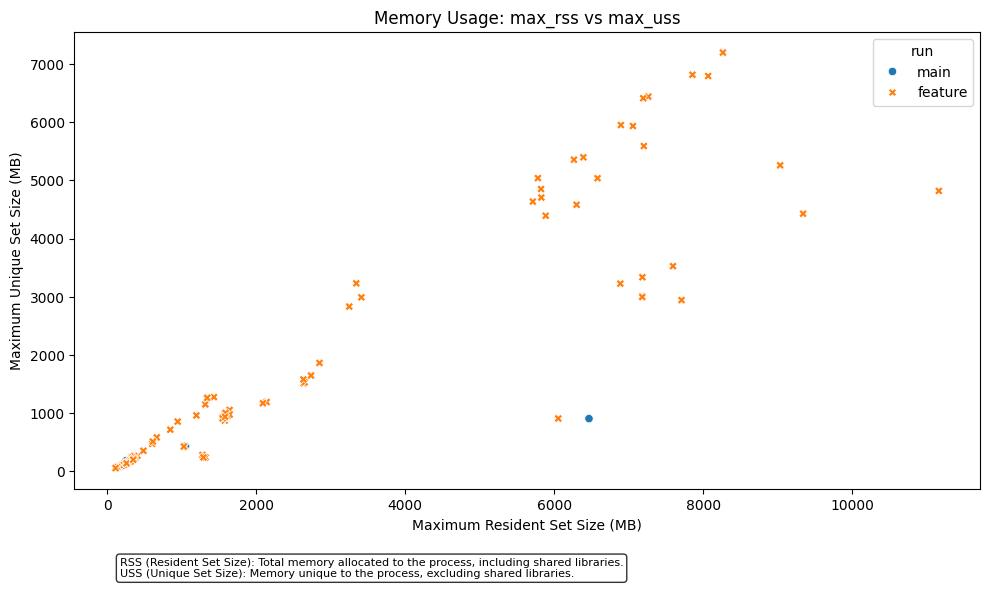 Memory Usage: max_rss vs max_uss
run
main
feature
7000
6000
5000
4000
3000
2000
1000
0
Maximum Unique Set Size (MB)
0 2000 4000 6000 8000 10000
Maximum Resident Set Size (MB)
RSS (Resident Set Size): Total memory allocated to the process, including shared libraries.
USS (Unique Set Size): Memory unique to the process, excluding shared libraries.